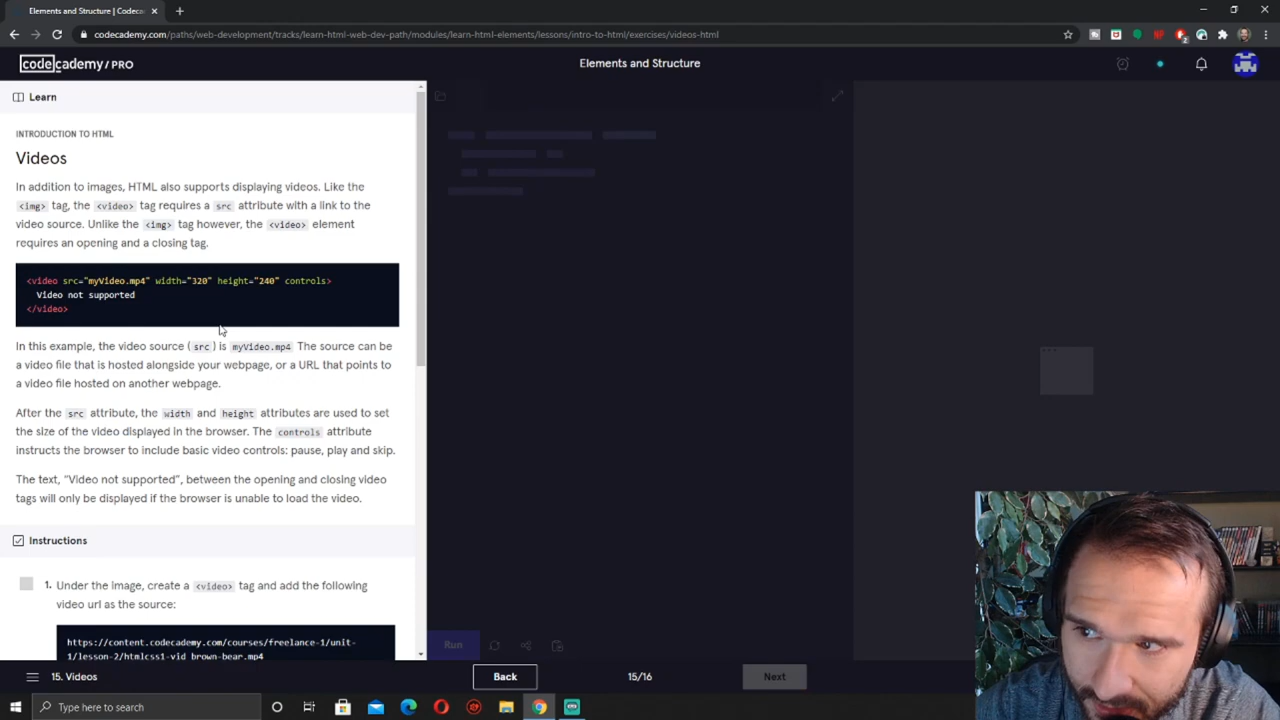 Elements and Structure | Codecad
codecademy.com/paths/web-development/tracks/learn-html-web-dev-path/modules/learn-html-elements/lessons/intro-to-html/exercises/videos-html
codecademy/PRO
Elements and Structure
Learn
INTRODUCTION TO HTML
Videos
In addition to images, HTML also supports displaying videos. Like the
<img> tag, the <video> tag requires a src attribute with a link to the
video source. Unlike the <img> tag however, the <video> element
requires an opening and a closing tag.
<video src="myVideo.mp4" width="320" height="240" controls>
Video not supported
</video>
In this example, the video source (src) is myVideo.mp4 The source can be
a video file that is hosted alongside your webpage, or a URL that points to
a video file hosted on another webpage.
After the src attribute, the width and height attributes are used to set
the size of the video displayed in the browser. The controls attribute
instructs the browser to include basic video controls: pause, play and skip.
The text, “Video not supported”, between the opening and closing video
tags will only be displayed if the browser is unable to load the video.
Instructions
1. Under the image, create a <video> tag and add the following
video url as the source:
https://content.codecademy.com/courses/freelance-1/unit-
1/lesson-2/htmlcss1-vid_brown-bear.mp4
Run
15. Videos
Back
15/16
Next
Type here to search